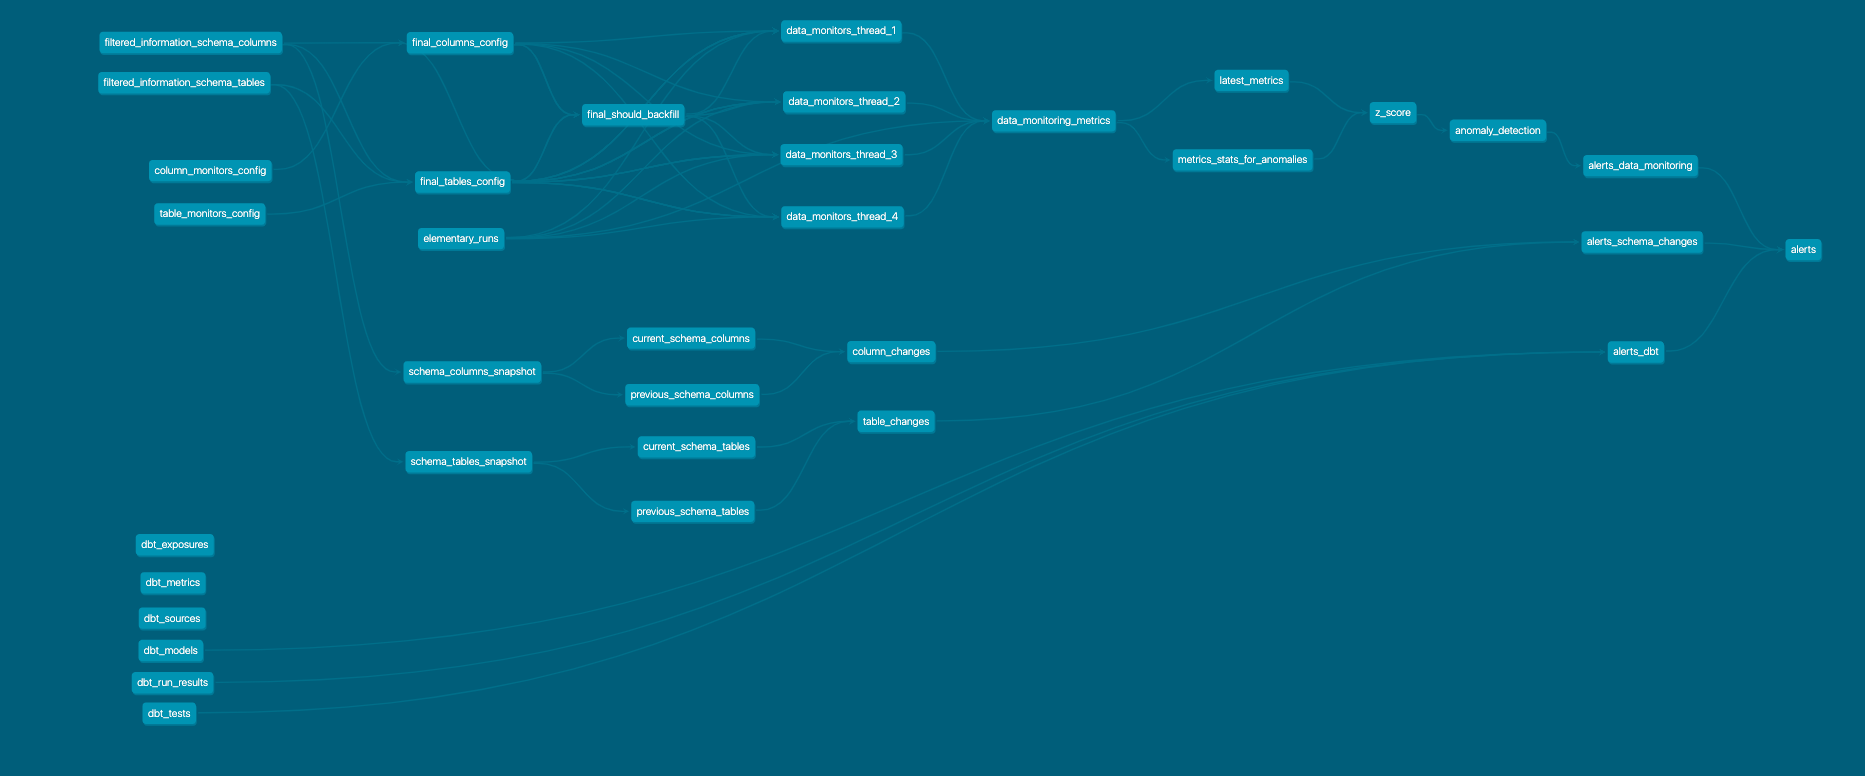 filtered_information_schema_columns
filtered_information_schema_tables
column_monitors_config
table_monitors_config
final_columns_config
final_should_backfill
final_tables_config
elementary_runs
data_monitors_thread_1
data_monitors_thread_2
data_monitors_thread_3
data_monitors_thread_4
data_monitoring_metrics
latest_metrics
metrics_stats_for_anomalies
z_score
anomaly_detection
alerts_data_monitoring
alerts_schema_changes
alerts
alerts_dbt
schema_columns_snapshot
current_schema_columns
previous_schema_columns
column_changes
schema_tables_snapshot
current_schema_tables
previous_schema_tables
table_changes
dbt_exposures
dbt_metrics
dbt_sources
dbt_models
dbt_run_results
dbt_tests